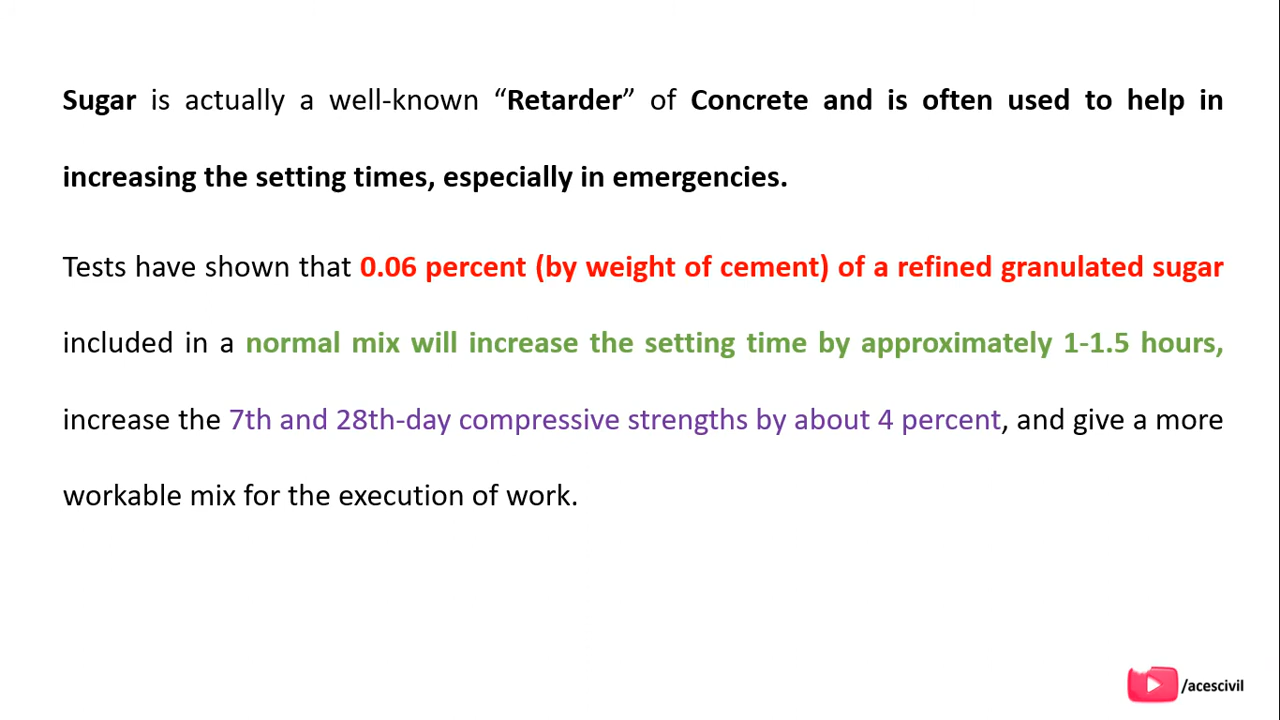 Sugar is actually a well-known “Retarder” of Concrete and is often used to help in
increasing the setting times, especially in emergencies.
Tests have shown that 0.06 percent (by weight of cement) of a refined granulated sugar
included in a normal mix will increase the setting time by approximately 1-1.5 hours,
increase the 7th and 28th-day compressive strengths by about 4 percent, and give a more
workable mix for the execution of work.
/acescivil